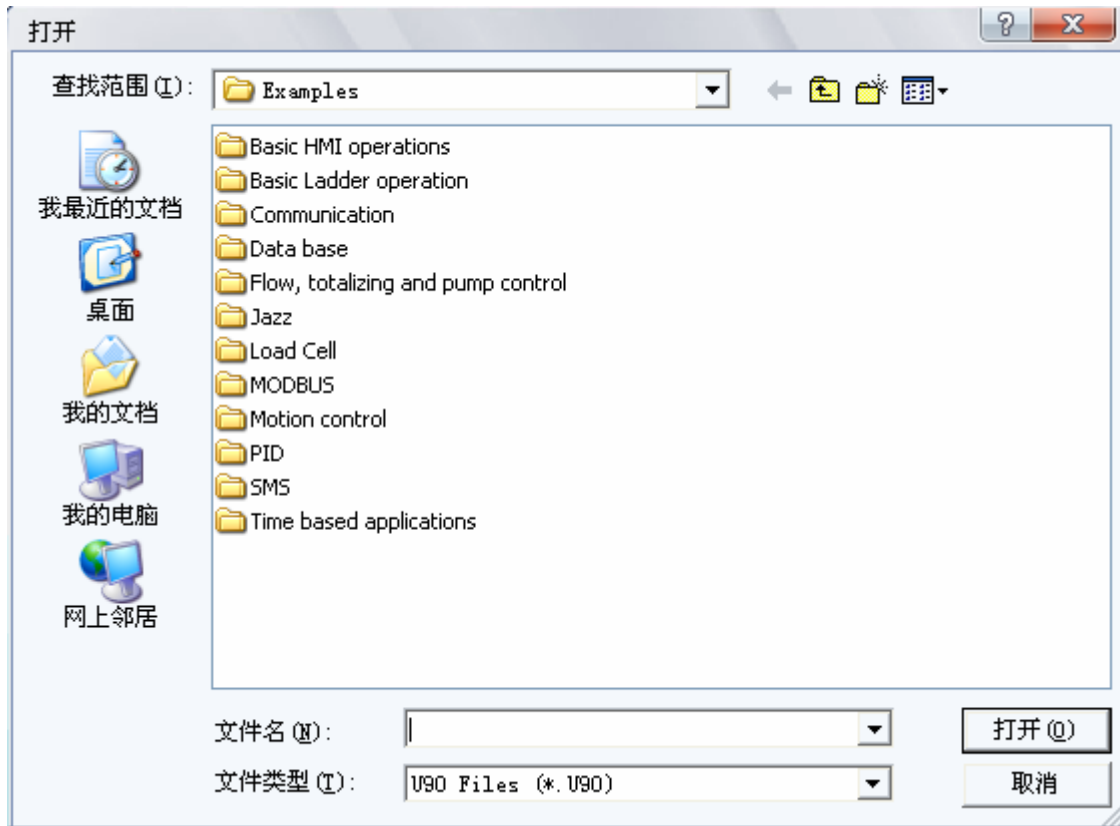 打开
查找范围(I):
Examples
我最近的文档
桌面
我的文档
我的电脑
网上邻居
Basic HMI operations
Basic Ladder operation
Communication
Data base
Flow, totalizing and pump control
Jazz
Load Cell
MODBUS
Motion control
PID
SMS
Time based applications
文件名(N):
打开(O)
文件类型(T):
U90 Files (*.U90)
取消